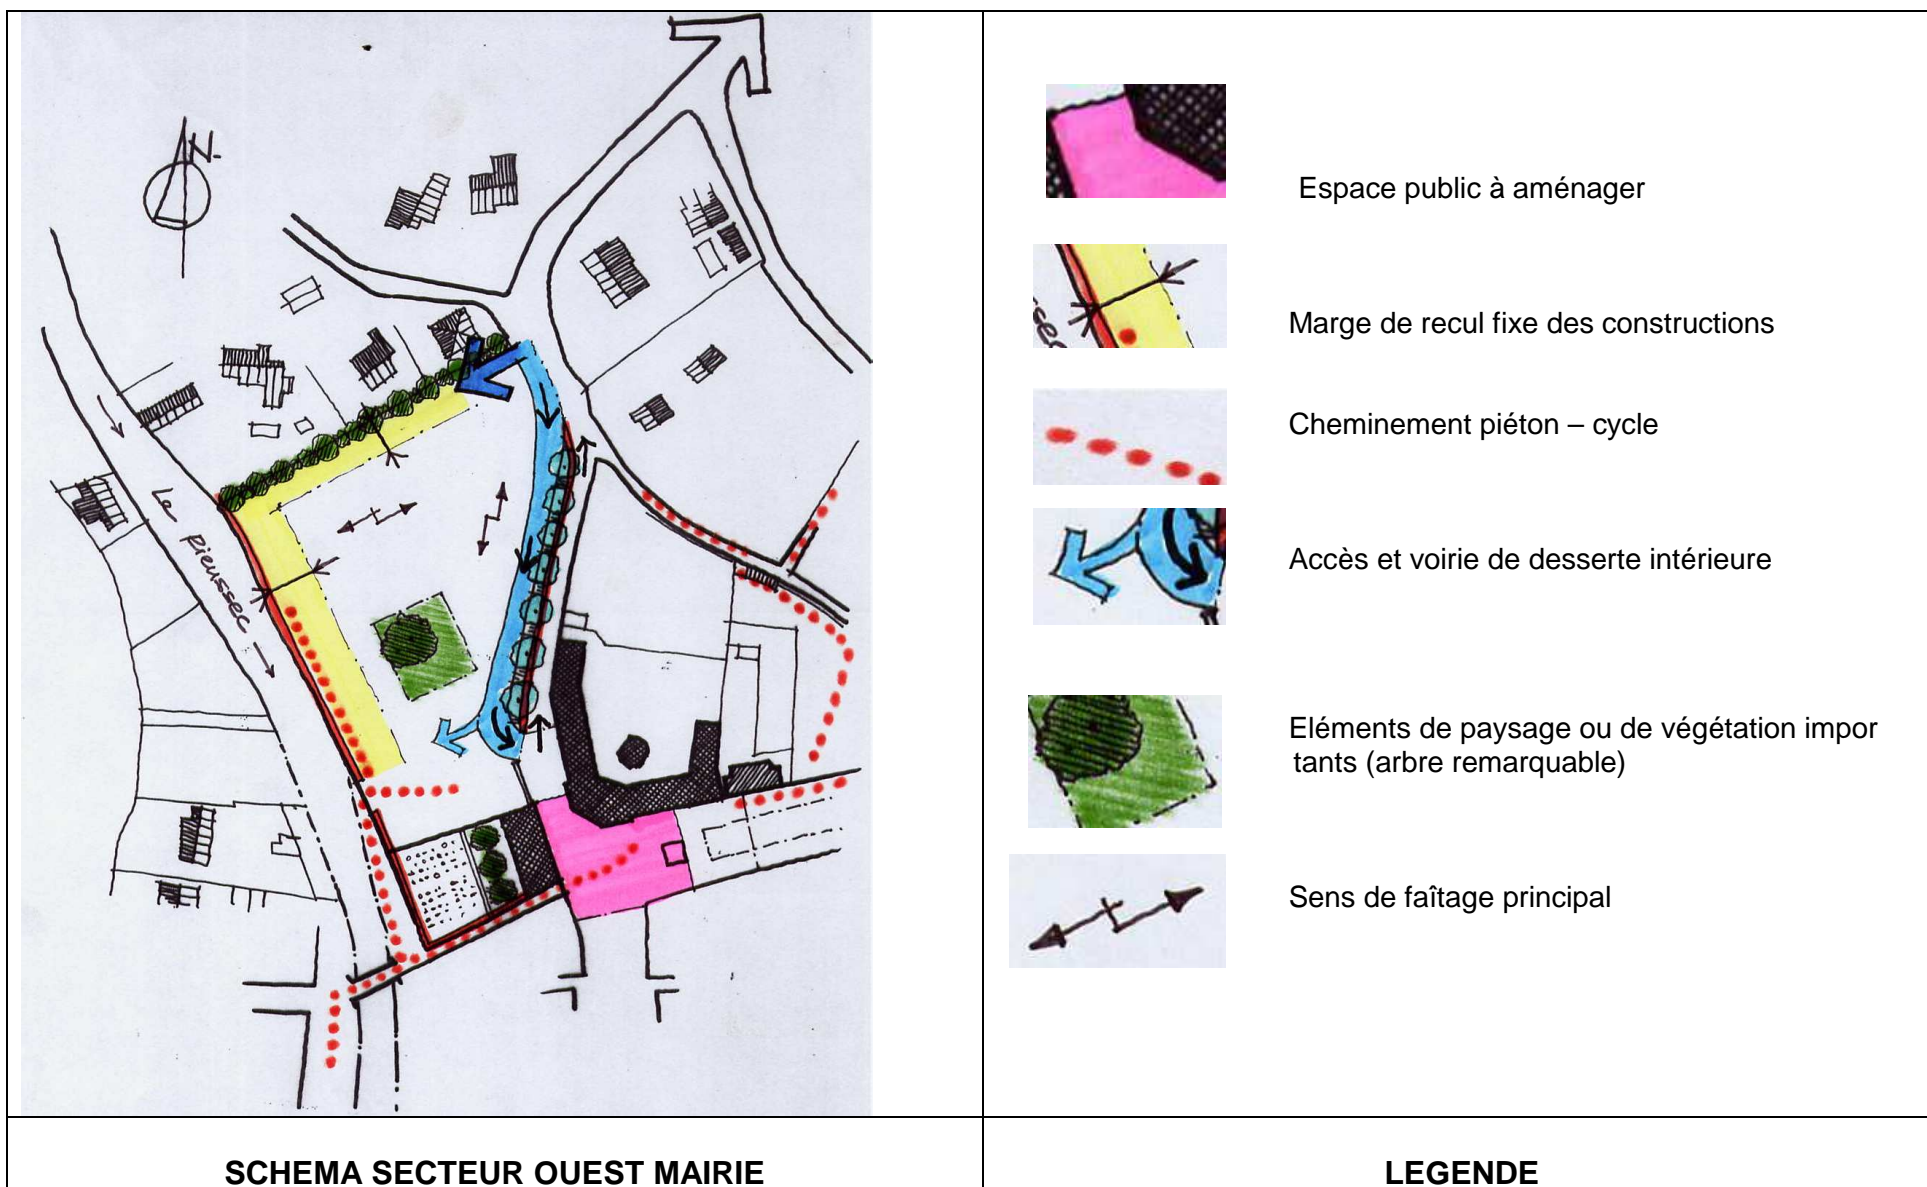 N.
Le Rieussec
Espace public à aménager
Marge de recul fixe des constructions
Cheminement piéton – cycle
Accès et voirie de desserte intérieure
Eléments de paysage ou de végétation impor
tants (arbre remarquable)
Sens de faîtage principal
SCHEMA SECTEUR OUEST MAIRIE
LEGENDE